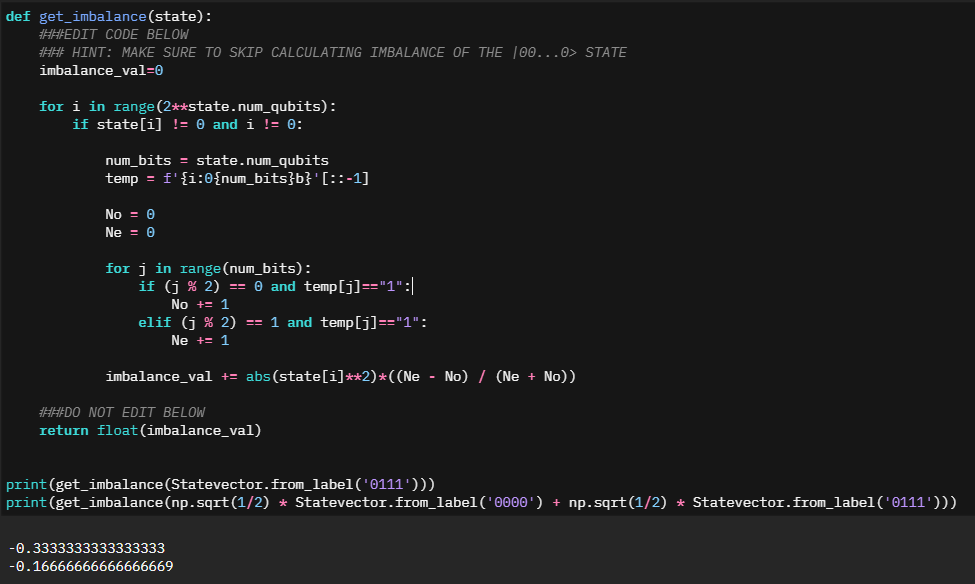 def get_imbalance(state):
    ###EDIT CODE BELOW
    ### HINT: MAKE SURE TO SKIP CALCULATING IMBALANCE OF THE |00...0> STATE
    imbalance_val=0
    for i in range(2**state.num_qubits):
        if state[i] != 0 and i != 0:
            num_bits = state.num_qubits
            temp = f'{i:0{num_bits}b}'[::-1]
            No = 0
            Ne = 0
            for j in range(num_bits):
                if (j % 2) == 0 and temp[j]=="1":
                    No += 1
                elif (j % 2) == 1 and temp[j]=="1":
                    Ne += 1
            imbalance_val += abs(state[i]**2)*((Ne - No) / (Ne + No))
    ###DO NOT EDIT BELOW
    return float(imbalance_val)
print(get_imbalance(Statevector.from_label('0111')))
print(get_imbalance(np.sqrt(1/2) * Statevector.from_label('0000') + np.sqrt(1/2) * Statevector.from_label('0111')))
-0.3333333333333333
-0.16666666666666669